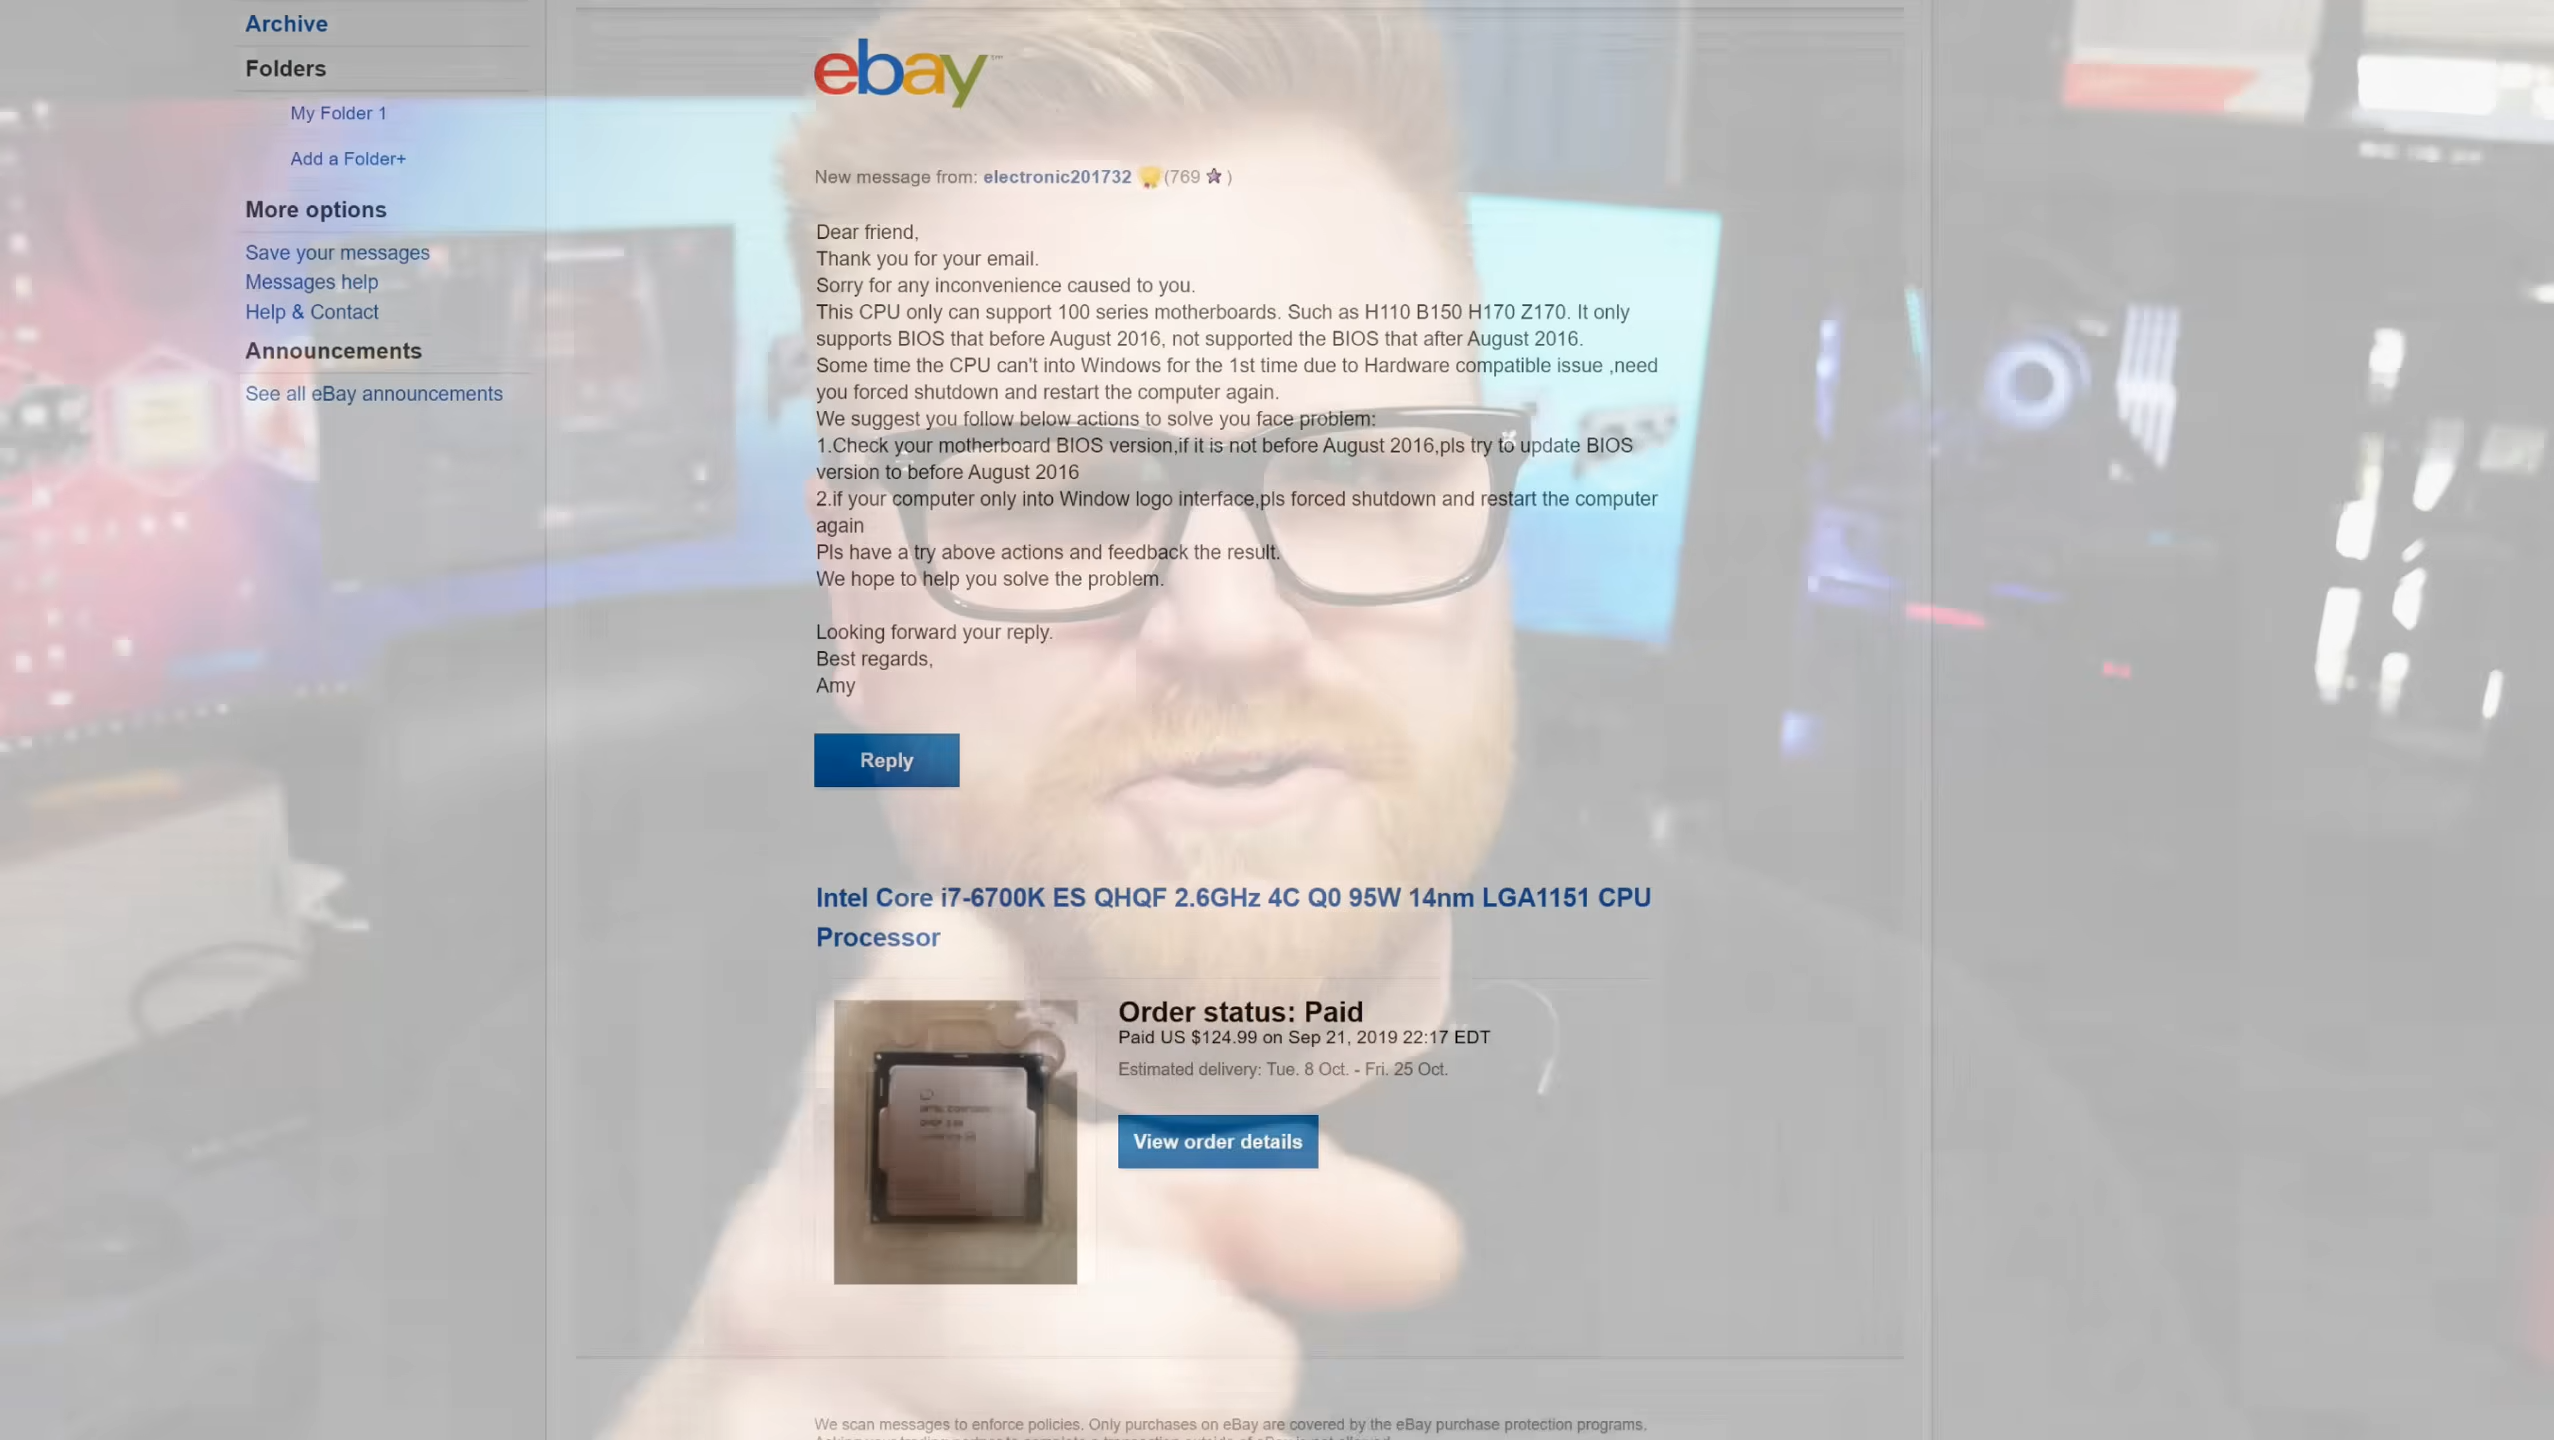 Archive
Folders
My Folder 1
Add a Folder+
More options
Save your messages
Messages help
Help & Contact
Announcements
See all eBay announcements
ebay™
New message from: electronic201732 (769 )
Dear friend,
Thank you for your email.
Sorry for any inconvenience caused to you.
This CPU only can support 100 series motherboards. Such as H110 B150 H170 Z170. It only
supports BIOS that before August 2016, not supported the BIOS that after August 2016.
Some time the CPU can't into Windows for the 1st time due to Hardware compatible issue ,need
you forced shutdown and restart the computer again.
We suggest you follow below actions to solve you face problem:
1.Check your motherboard BIOS version,if it is not before August 2016,pls try to update BIOS
version to before August 2016
2.if your computer only into Window logo interface,pls forced shutdown and restart the computer
again
Pls have a try above actions and feedback the result.
We hope to help you solve the problem.
Looking forward your reply.
Best regards,
Amy
Reply
Intel Core i7-6700K ES QHQF 2.6GHz 4C Q0 95W 14nm LGA1151 CPU
Processor
Order status: Paid
Paid US $124.99 on Sep 21, 2019 22:17 EDT
Estimated delivery: Tue. 8 Oct. - Fri. 25 Oct.
View order details
We scan messages to enforce policies. Only purchases on eBay are covered by the eBay purchase protection programs.